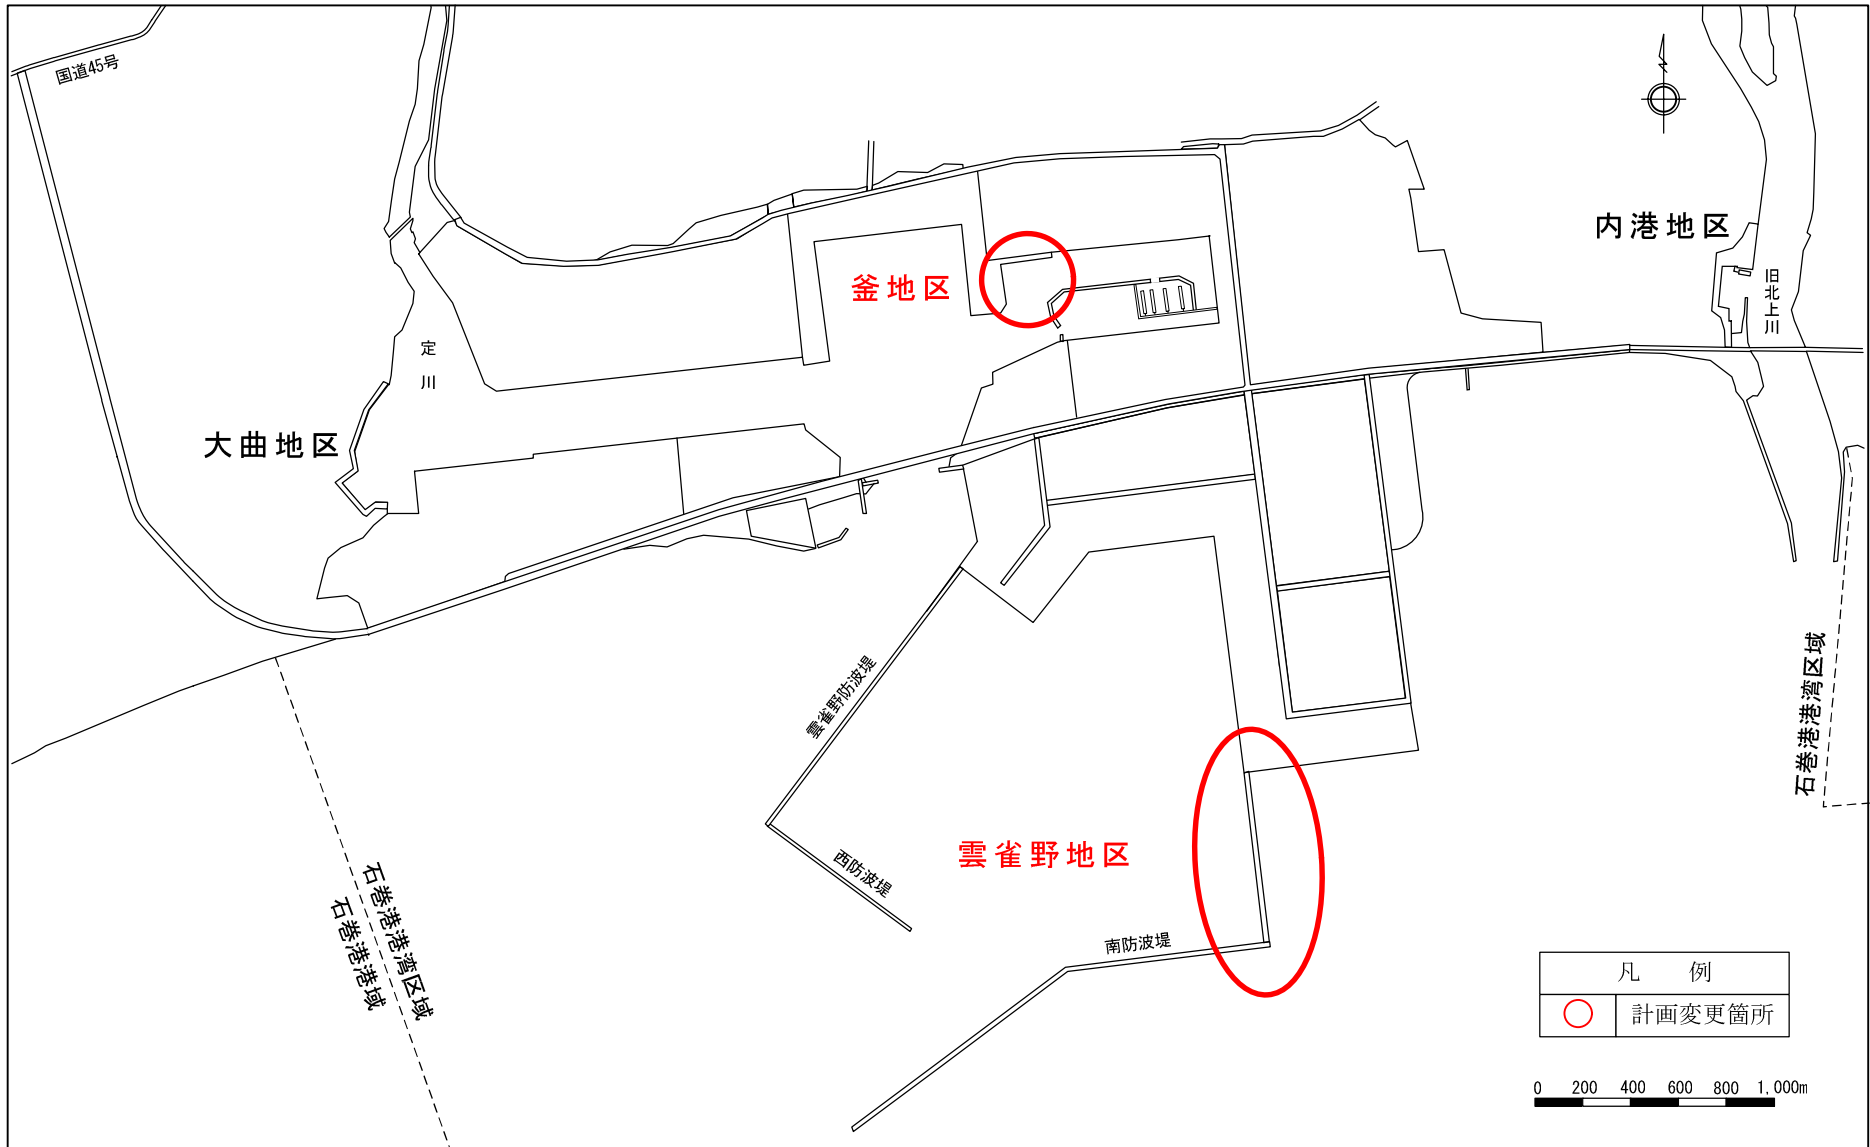 国道45号
内港地区
釜地区
旧北上川
定川
大曲地区
石巻港港湾区域
雲雀野防波堤
雲雀野地区
西防波堤
石巻港港湾区域
石巻港港域
南防波堤
凡 例
計画変更箇所
0 200 400 600 800 1,000m